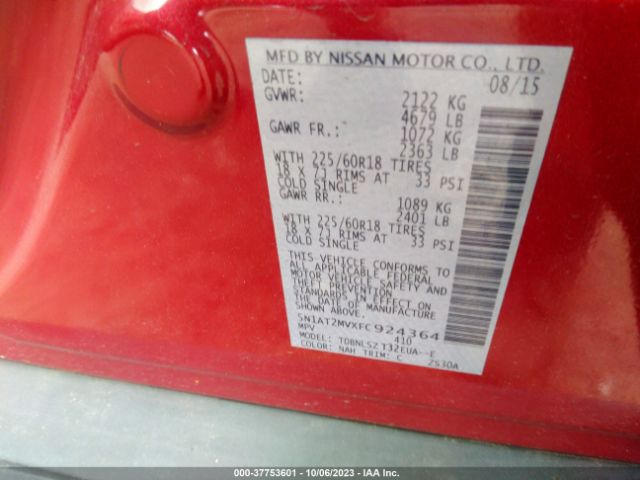 MFD BY NISSAN MOTOR CO., LTD.
DATE: 08/15
GVWR: 2122 KG
4679 LB
GAWR FR.: 1072 KG
2363 LB
WITH 225/60R18 TIRES
18 X 7J RIMS AT 33 PSI
COLD SINGLE
GAWR RR.: 1089 KG
2401 LB
WITH 225/60R18 TIRES
18 X 7J RIMS AT 33 PSI
COLD SINGLE
THIS VEHICLE CONFORMS TO
ALL APPLICABLE FEDERAL
MOTOR VEHICLE SAFETY AND
THEFT PREVENTION
STANDARDS IN EFFECT ON
THE DATE OF MANUFACTURE
SHOWN ABOVE.
5N1AT2MVXFC924364
MPV 410
MODEL: TDBNLSZ T32EUA--E
COLOR: NAH TRIM: C ZS30A
000-37753601 - 10/06/2023 - IAA Inc.